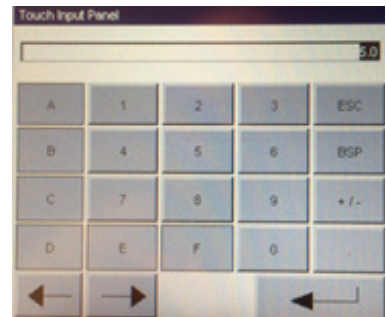 Touch Input Panel
5.0
A 1 2 3 ESC
B 4 5 6 BSP
C 7 8 9 +/-
D E F 0 .